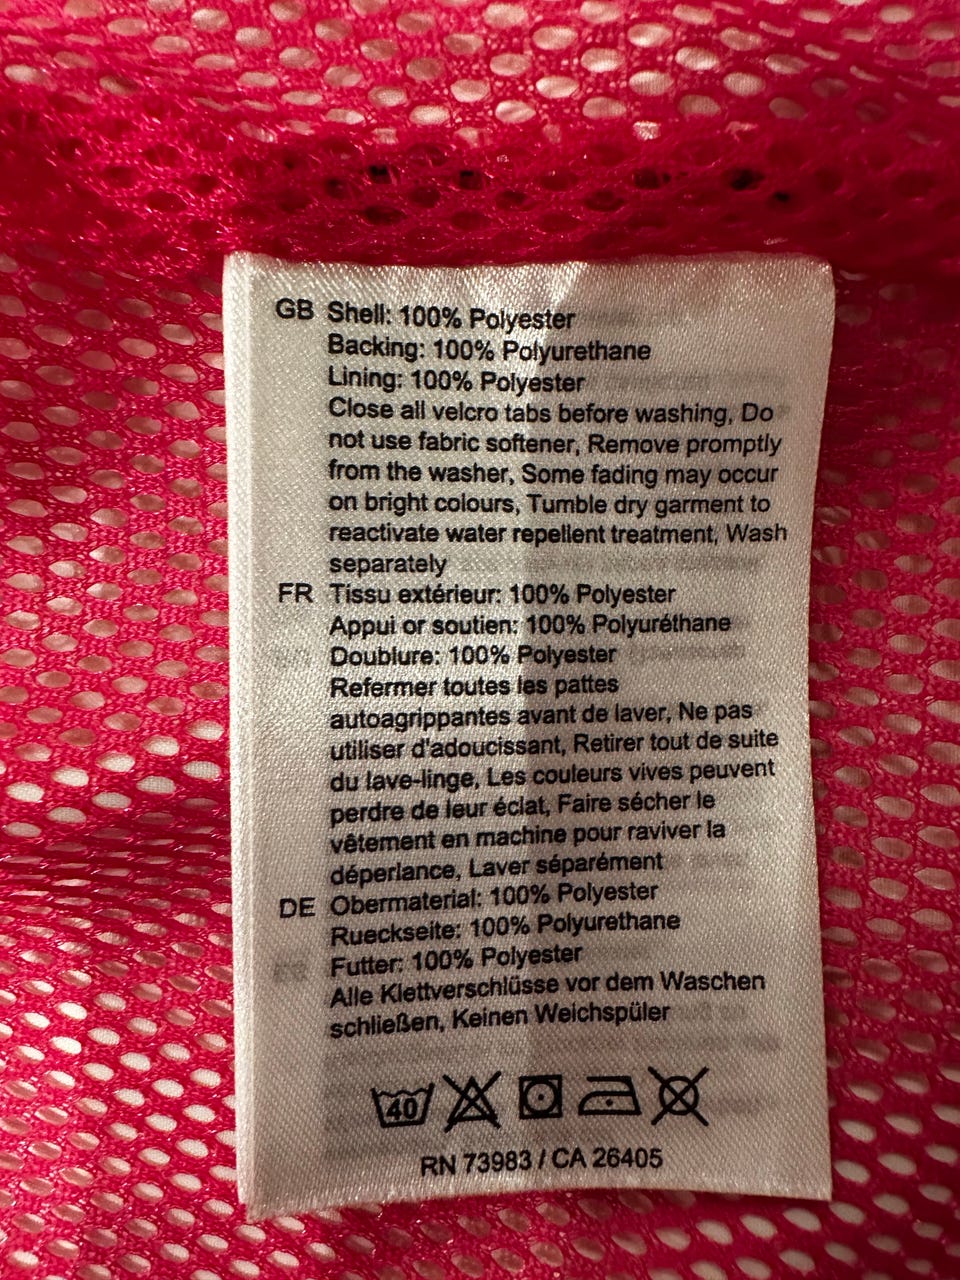 GB Shell: 100% Polyester
Backing: 100% Polyurethane
Lining: 100% Polyester
Close all velcro tabs before washing, Do
not use fabric softener, Remove promptly
from the washer, Some fading may occur
on bright colours, Tumble dry garment to
reactivate water repellent treatment, Wash
separately
FR Tissu extérieur: 100% Polyester
Appui or soutien: 100% Polyuréthane
Doublure: 100% Polyester
Refermer toutes les pattes
autoagrippantes avant de laver, Ne pas
utiliser d'adoucissant, Retirer tout de suite
du lave-linge, Les couleurs vives peuvent
perdre de leur éclat, Faire sécher le
vêtement en machine pour raviver la
déperlance, Laver séparément
DE Obermaterial: 100% Polyester
Rueckseite: 100% Polyurethane
Futter: 100% Polyester
Alle Klettverschlüsse vor dem Waschen
schließen, Keinen Weichspüler
40
RN 73983 / CA 26405